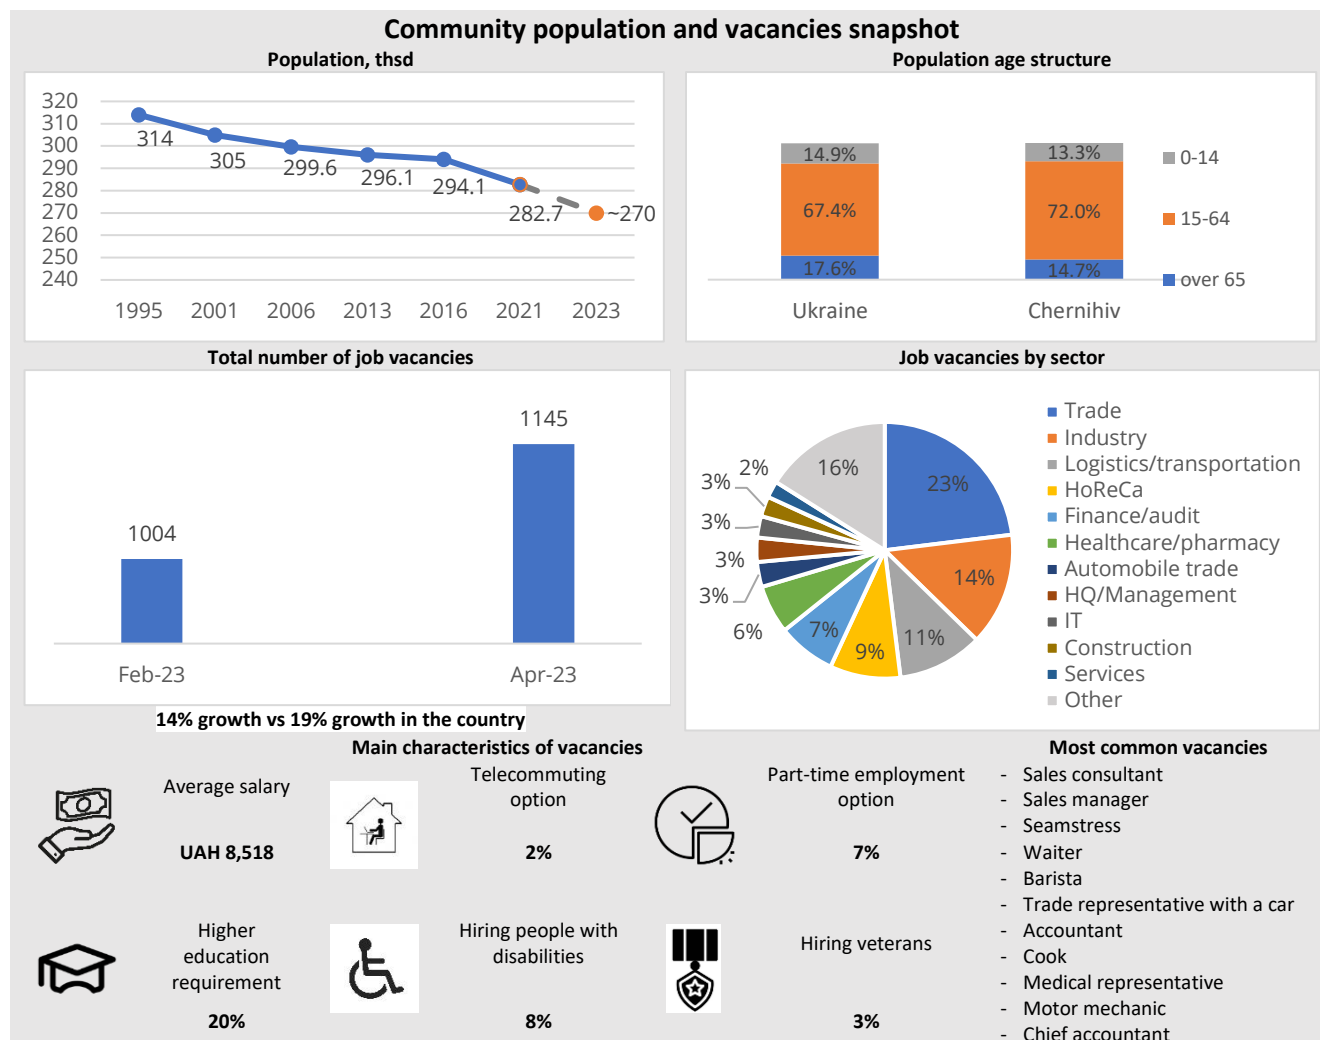 Community population and vacancies snapshot
Population, thsd
320
310
300
290
280
270
260
250
240
314
305
299.6
296.1
294.1
282.7
~270
1995 2001 2006 2013 2016 2021 2023
Population age structure
14.9%
67.4%
17.6%
13.3%
72.0%
14.7%
Ukraine Chernihiv
0-14
15-64
over 65
Total number of job vacancies
1004
1145
Feb-23 Apr-23
14% growth vs 19% growth in the country
Job vacancies by sector
23%
14%
11%
9%
7%
6%
3%
3%
3%
3%
2%
16%
Trade
Industry
Logistics/transportation
HoReCa
Finance/audit
Healthcare/pharmacy
Automobile trade
HQ/Management
IT
Construction
Services
Other
Main characteristics of vacancies
Average salary
UAH 8,518
Telecommuting
option
2%
Part-time employment
option
7%
Higher
education
requirement
20%
Hiring people with
disabilities
8%
Hiring veterans
3%
Most common vacancies
- Sales consultant
- Sales manager
- Seamstress
- Waiter
- Barista
- Trade representative with a car
- Accountant
- Cook
- Medical representative
- Motor mechanic
- Chief accountant